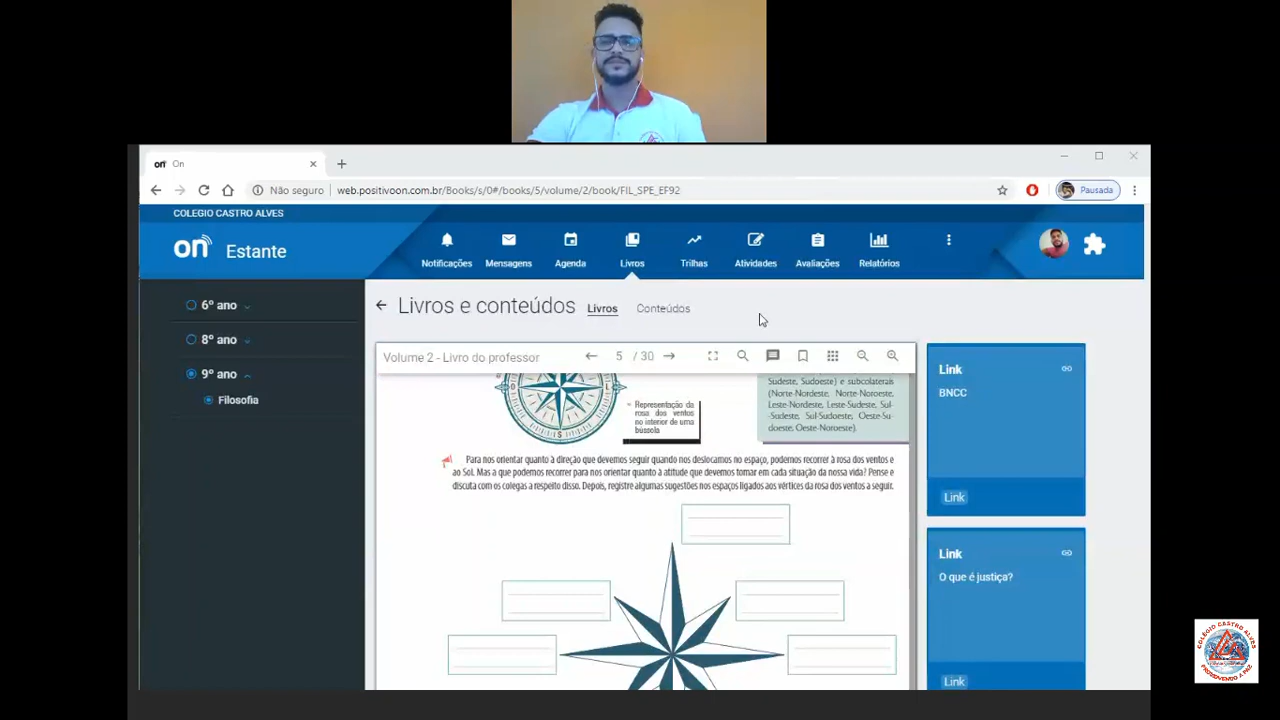 on On
Não seguro web.positivoon.com.br/Books/s/0#/books/5/volume/2/book/FIL_SPE_EF92
Pausada
COLEGIO CASTRO ALVES
on Estante
Notificações Mensagens Agenda Livros Trilhas Atividades Avaliações Relatórios
6º ano
8º ano
9º ano
Filosofia
Livros e conteúdos Livros Conteúdos
Volume 2 - Livro do professor 5 / 30
Representação da
rosa dos ventos
no interior de uma
bússola
Sudeste, Sudoeste) e subcolaterais
(Norte-Nordeste, Norte-Noroeste,
Leste-Nordeste, Leste-Sudeste, Sul-
-Sudeste, Sul-Sudoeste, Oeste-Su-
doeste, Oeste-Noroeste).
Para nos orientar quanto à direção que devemos seguir quando nos deslocamos no espaço, podemos recorrer à rosa dos ventos e
ao Sol. Mas a que podemos recorrer para nos orientar quanto à atitude que devemos tomar em cada situação da nossa vida? Pense e
discuta com os colegas a respeito disso. Depois, registre algumas sugestões nos espaços ligados aos vértices da rosa dos ventos a seguir.
Link
BNCC
Link
Link
O que é justiça?
Link
COLÉGIO CASTRO ALVES
PROMOVENDO A PAZ